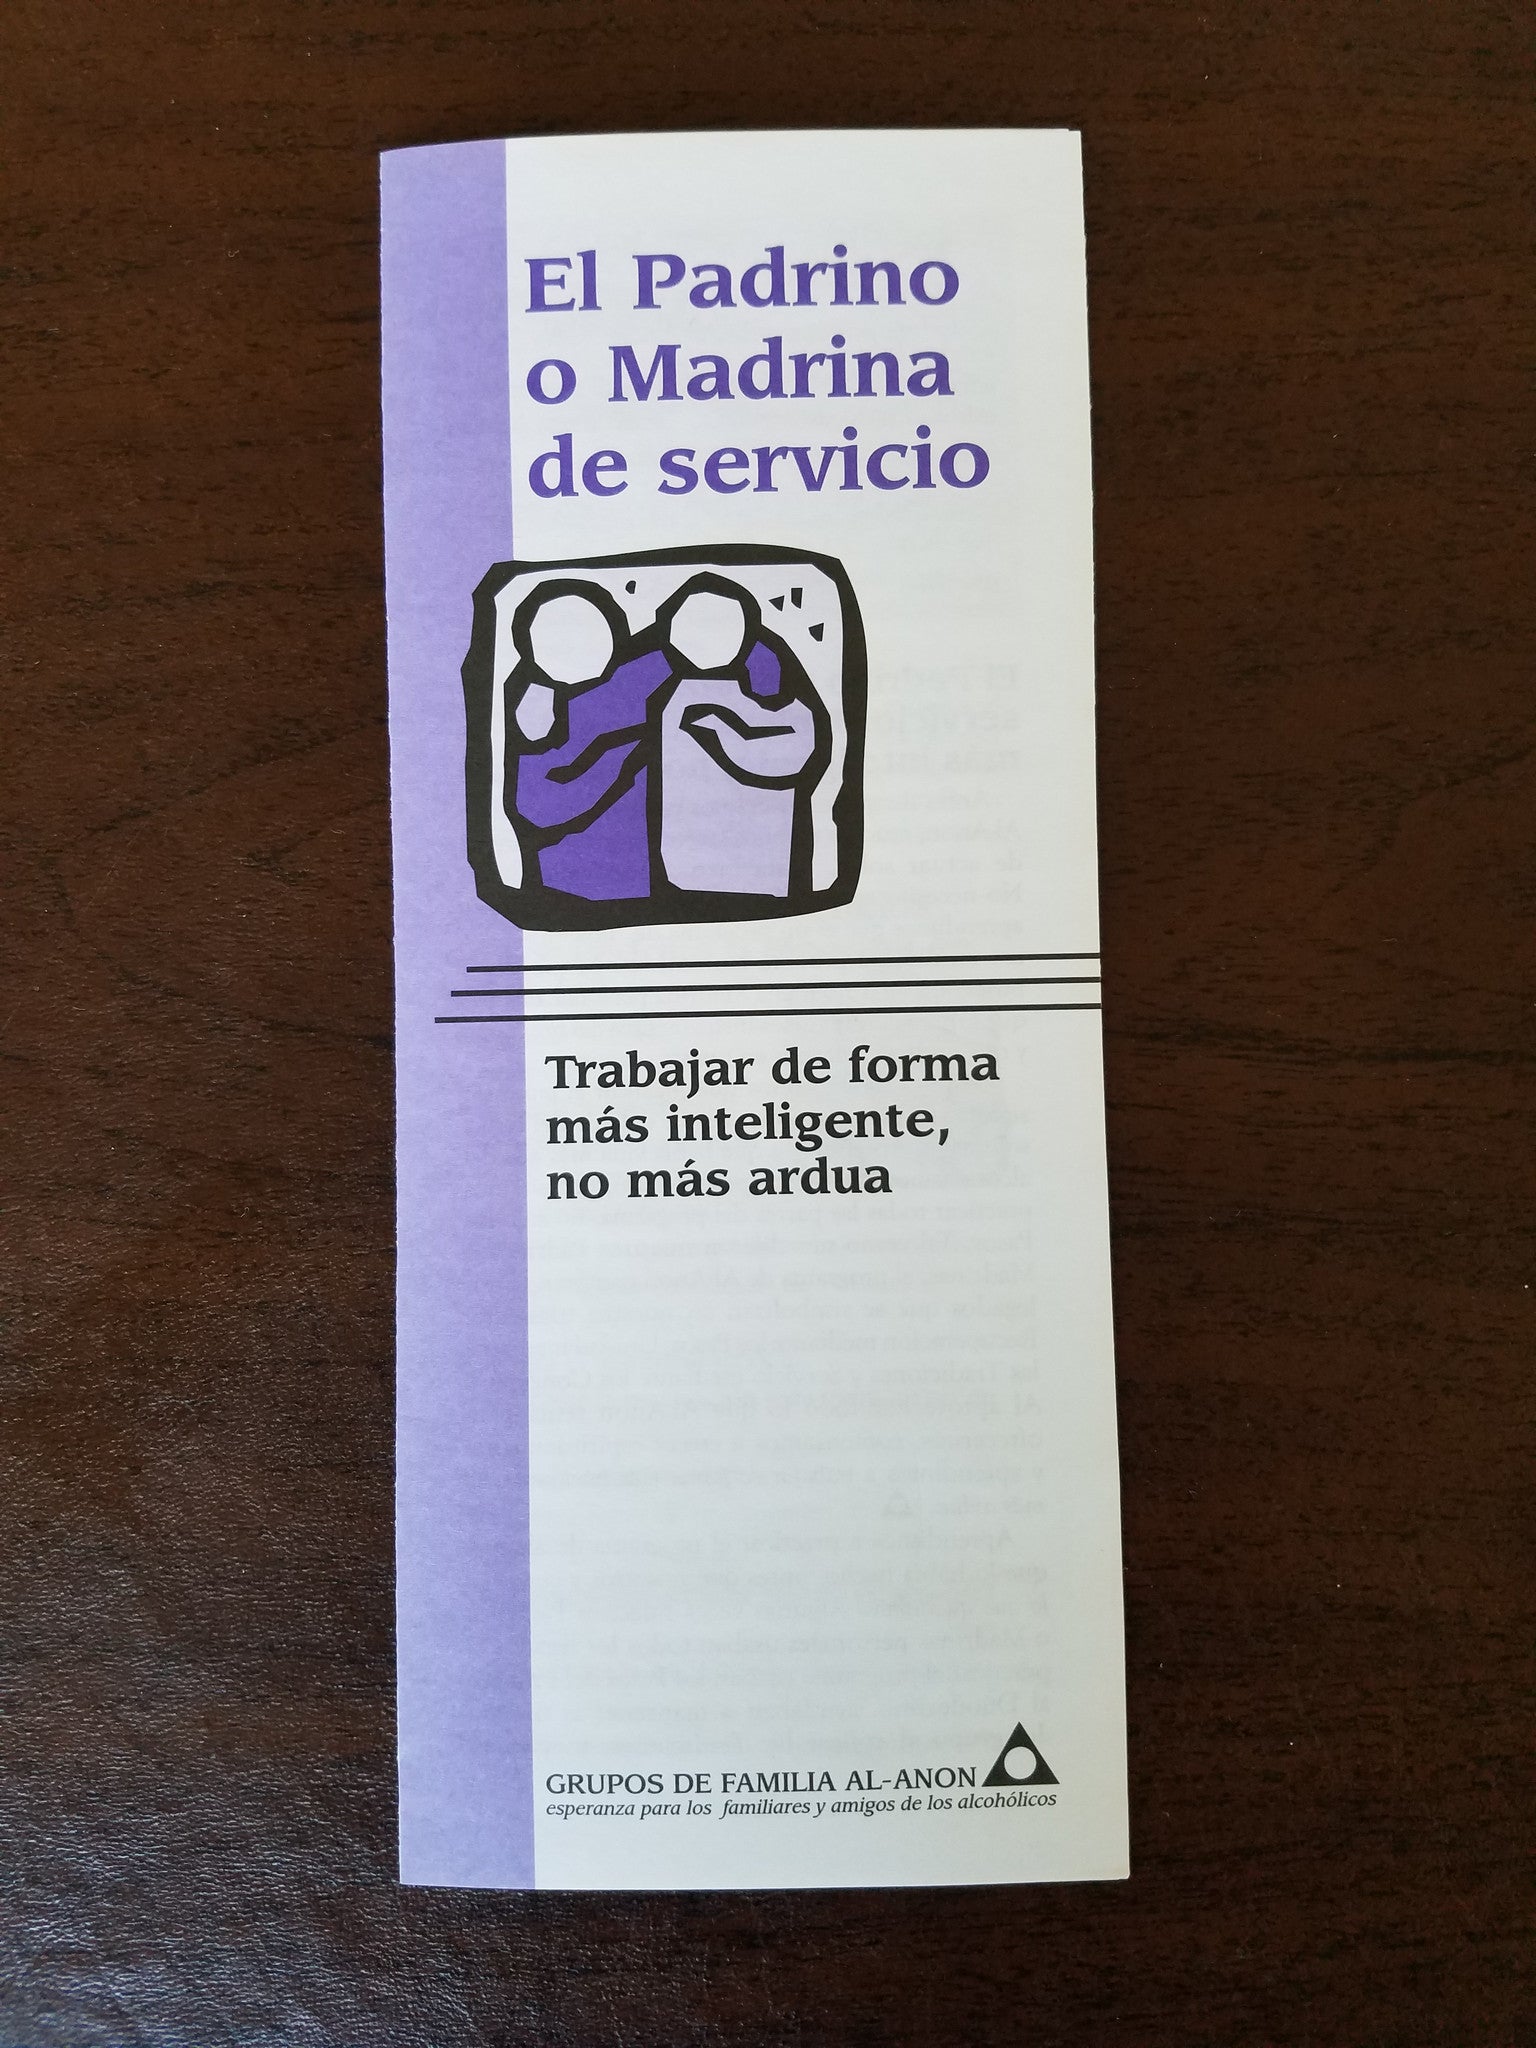 El Padrino
o Madrina
de servicio
Trabajar de forma
más inteligente,
no más ardua
GRUPOS DE FAMILIA AL-ANON
esperanza para los familiares y amigos de los alcohólicos